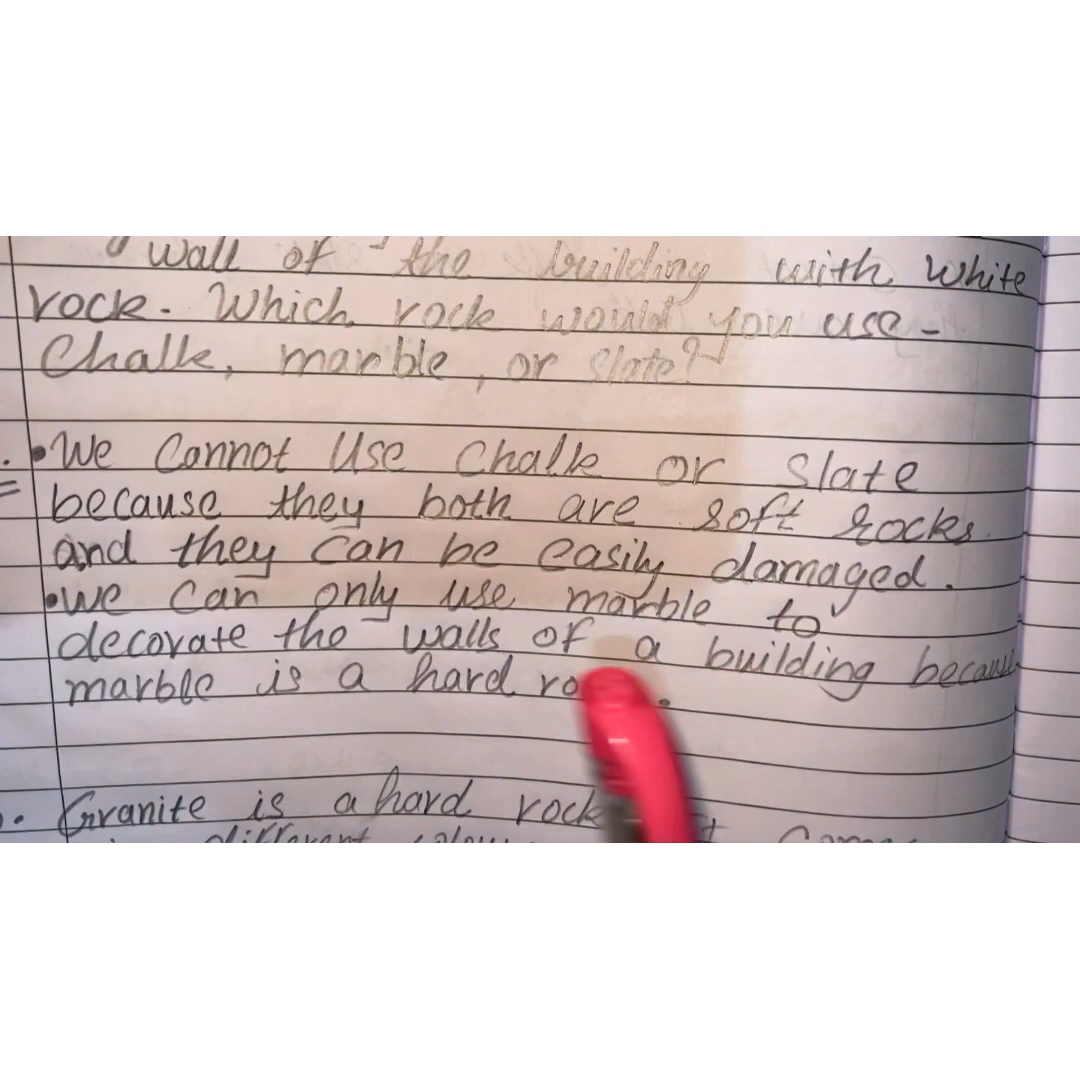 wall of the building with white
rock. Which rock would you use -
Chalk, marble, or slate?
• We Cannot Use Chalk or Slate
because they both are soft rocks.
and they can be easily damaged.
• we can only use marble to
decorate the walls of a building because
marble is a hard
Granite is a hard rock
different colour